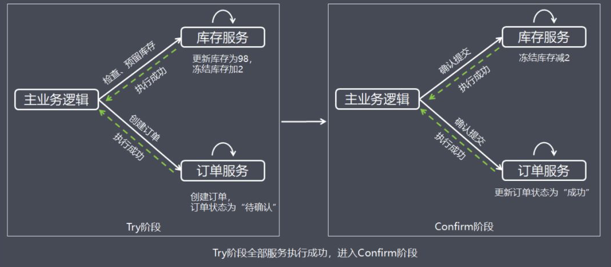 库存服务
更新库存为98，
冻结库存加2
检查、预留库存
执行成功
主业务逻辑
创建订单
执行成功
订单服务
创建订单，
订单状态为“待确认”
Try阶段
库存服务
冻结库存减2
确认提交
执行成功
主业务逻辑
确认提交
执行成功
订单服务
更新订单状态为“成功”
Confirm阶段
Try阶段全部服务执行成功，进入Confirm阶段